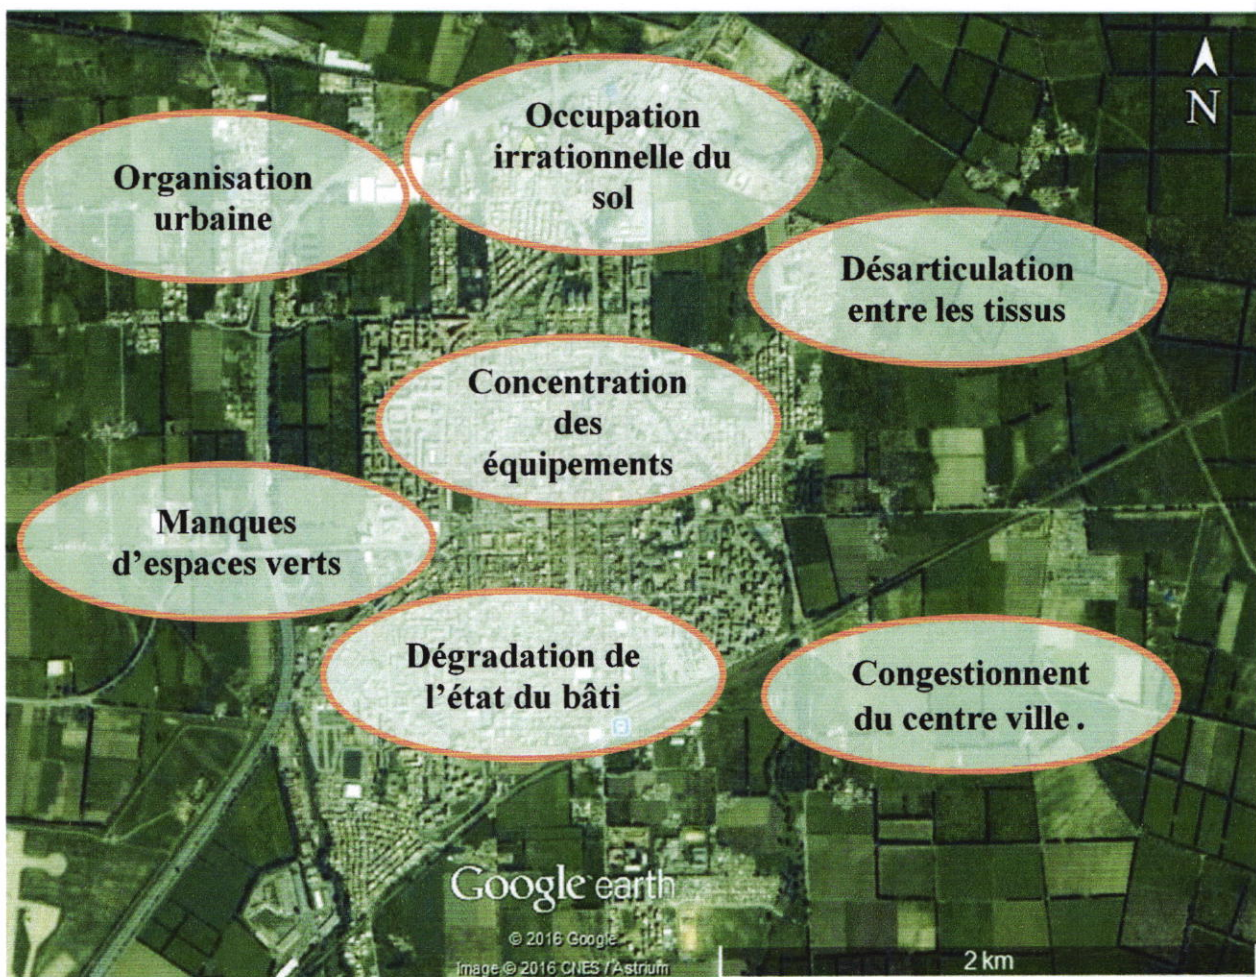 Occupation
irrationnelle du
sol
N
Organisation
urbaine
Désarticulation
entre les tissus
Concentration
des
équipements
Manques
d'espaces verts
Dégradation de
l'état du bâti
Congestionnent
du centre ville .
Google earth
© 2016 Google
Image © 2016 CNES / Astrium
2 km